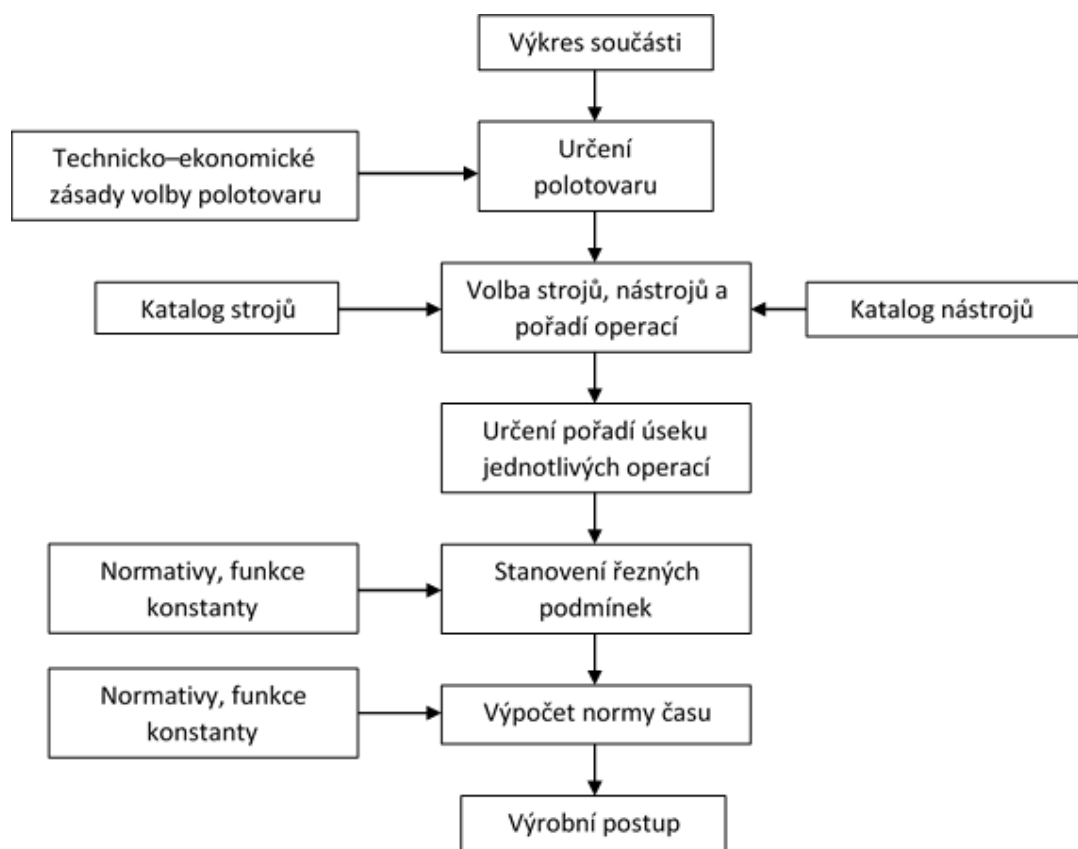 Výkres součásti
Technicko–ekonomické
zásady volby polotovaru
Určení
polotovaru
Katalog strojů
Volba strojů, nástrojů a
pořadí operací
Katalog nástrojů
Určení pořadí úseku
jednotlivých operací
Normativy, funkce
konstanty
Stanovení řezných
podmínek
Normativy, funkce
konstanty
Výpočet normy času
Výrobní postup